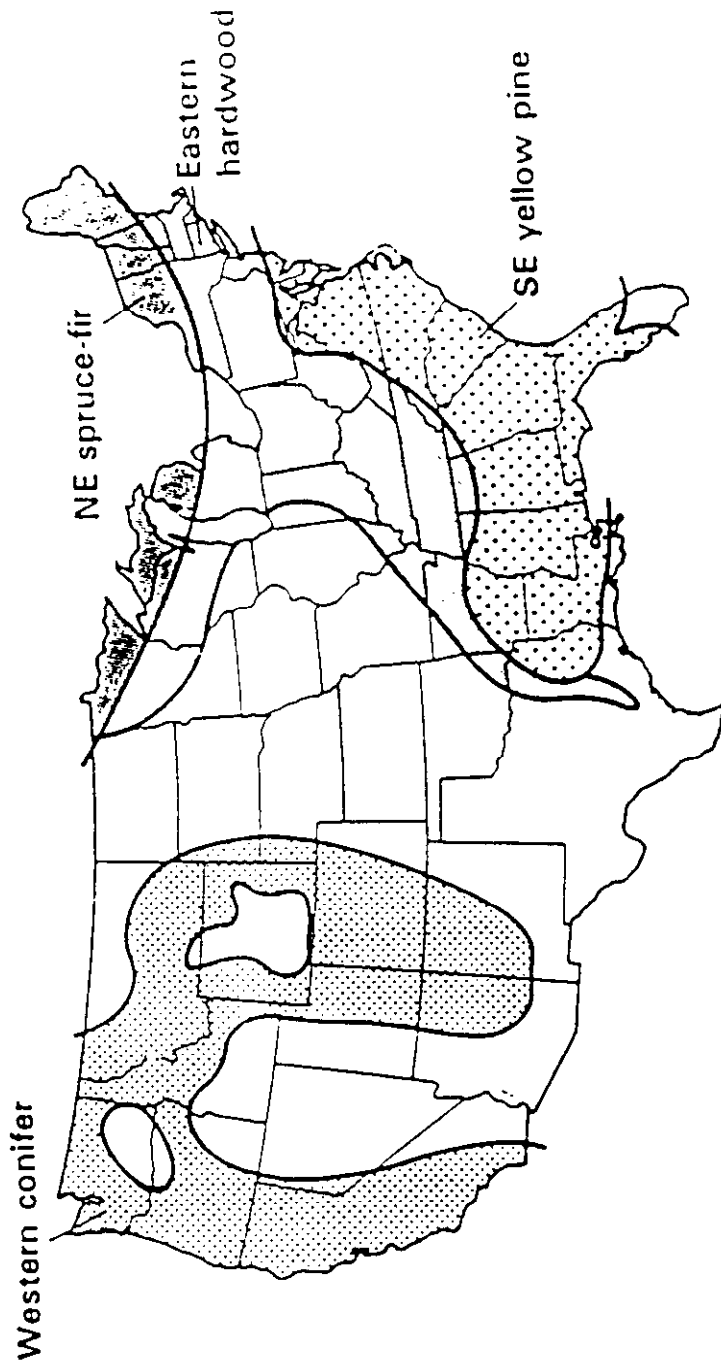 Western conifer
NE spruce-fir
Eastern
hardwood
SE yellow pine